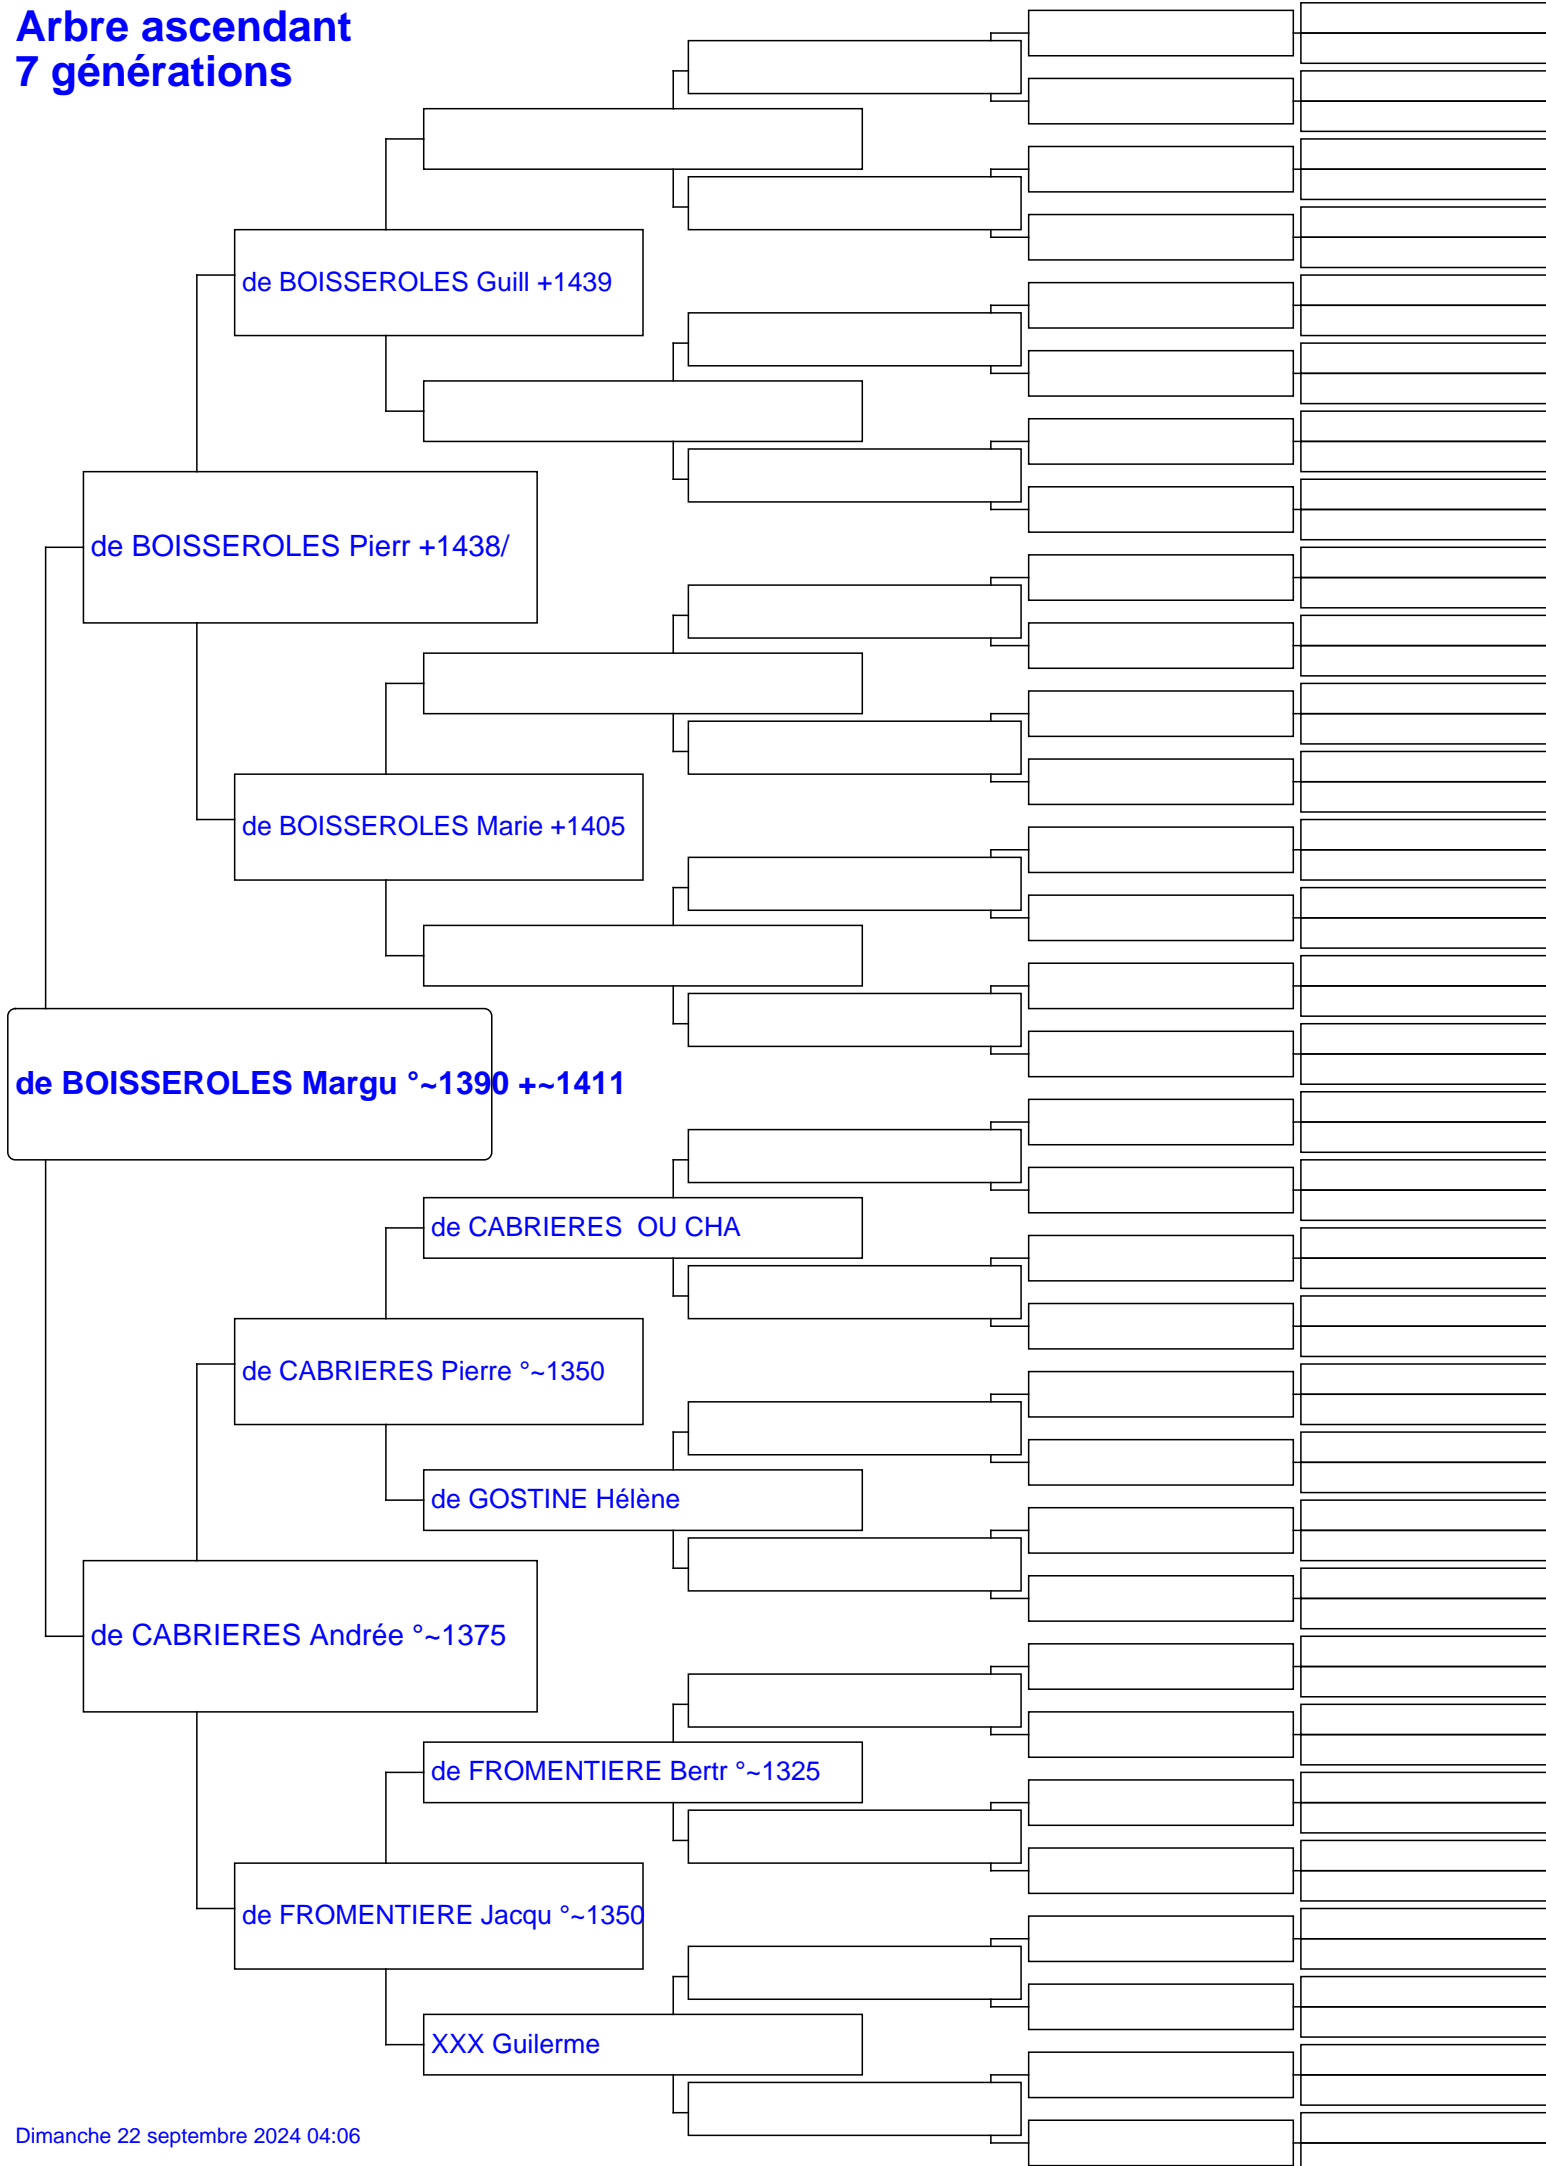 Arbre ascendant
7 générations
de BOISSEROLES Guill +1439
de BOISSEROLES Pierr +1438/
de BOISSEROLES Marie +1405
de BOISSEROLES Margu °~1390 +~1411
de CABRIERES  OU CHA
de CABRIERES Pierre °~1350
de GOSTINE Hélène
de CABRIERES Andrée °~1375
de FROMENTIERE Bertr °~1325
de FROMENTIERE Jacqu °~1350
XXX Guilerme
Dimanche 22 septembre 2024 04:06